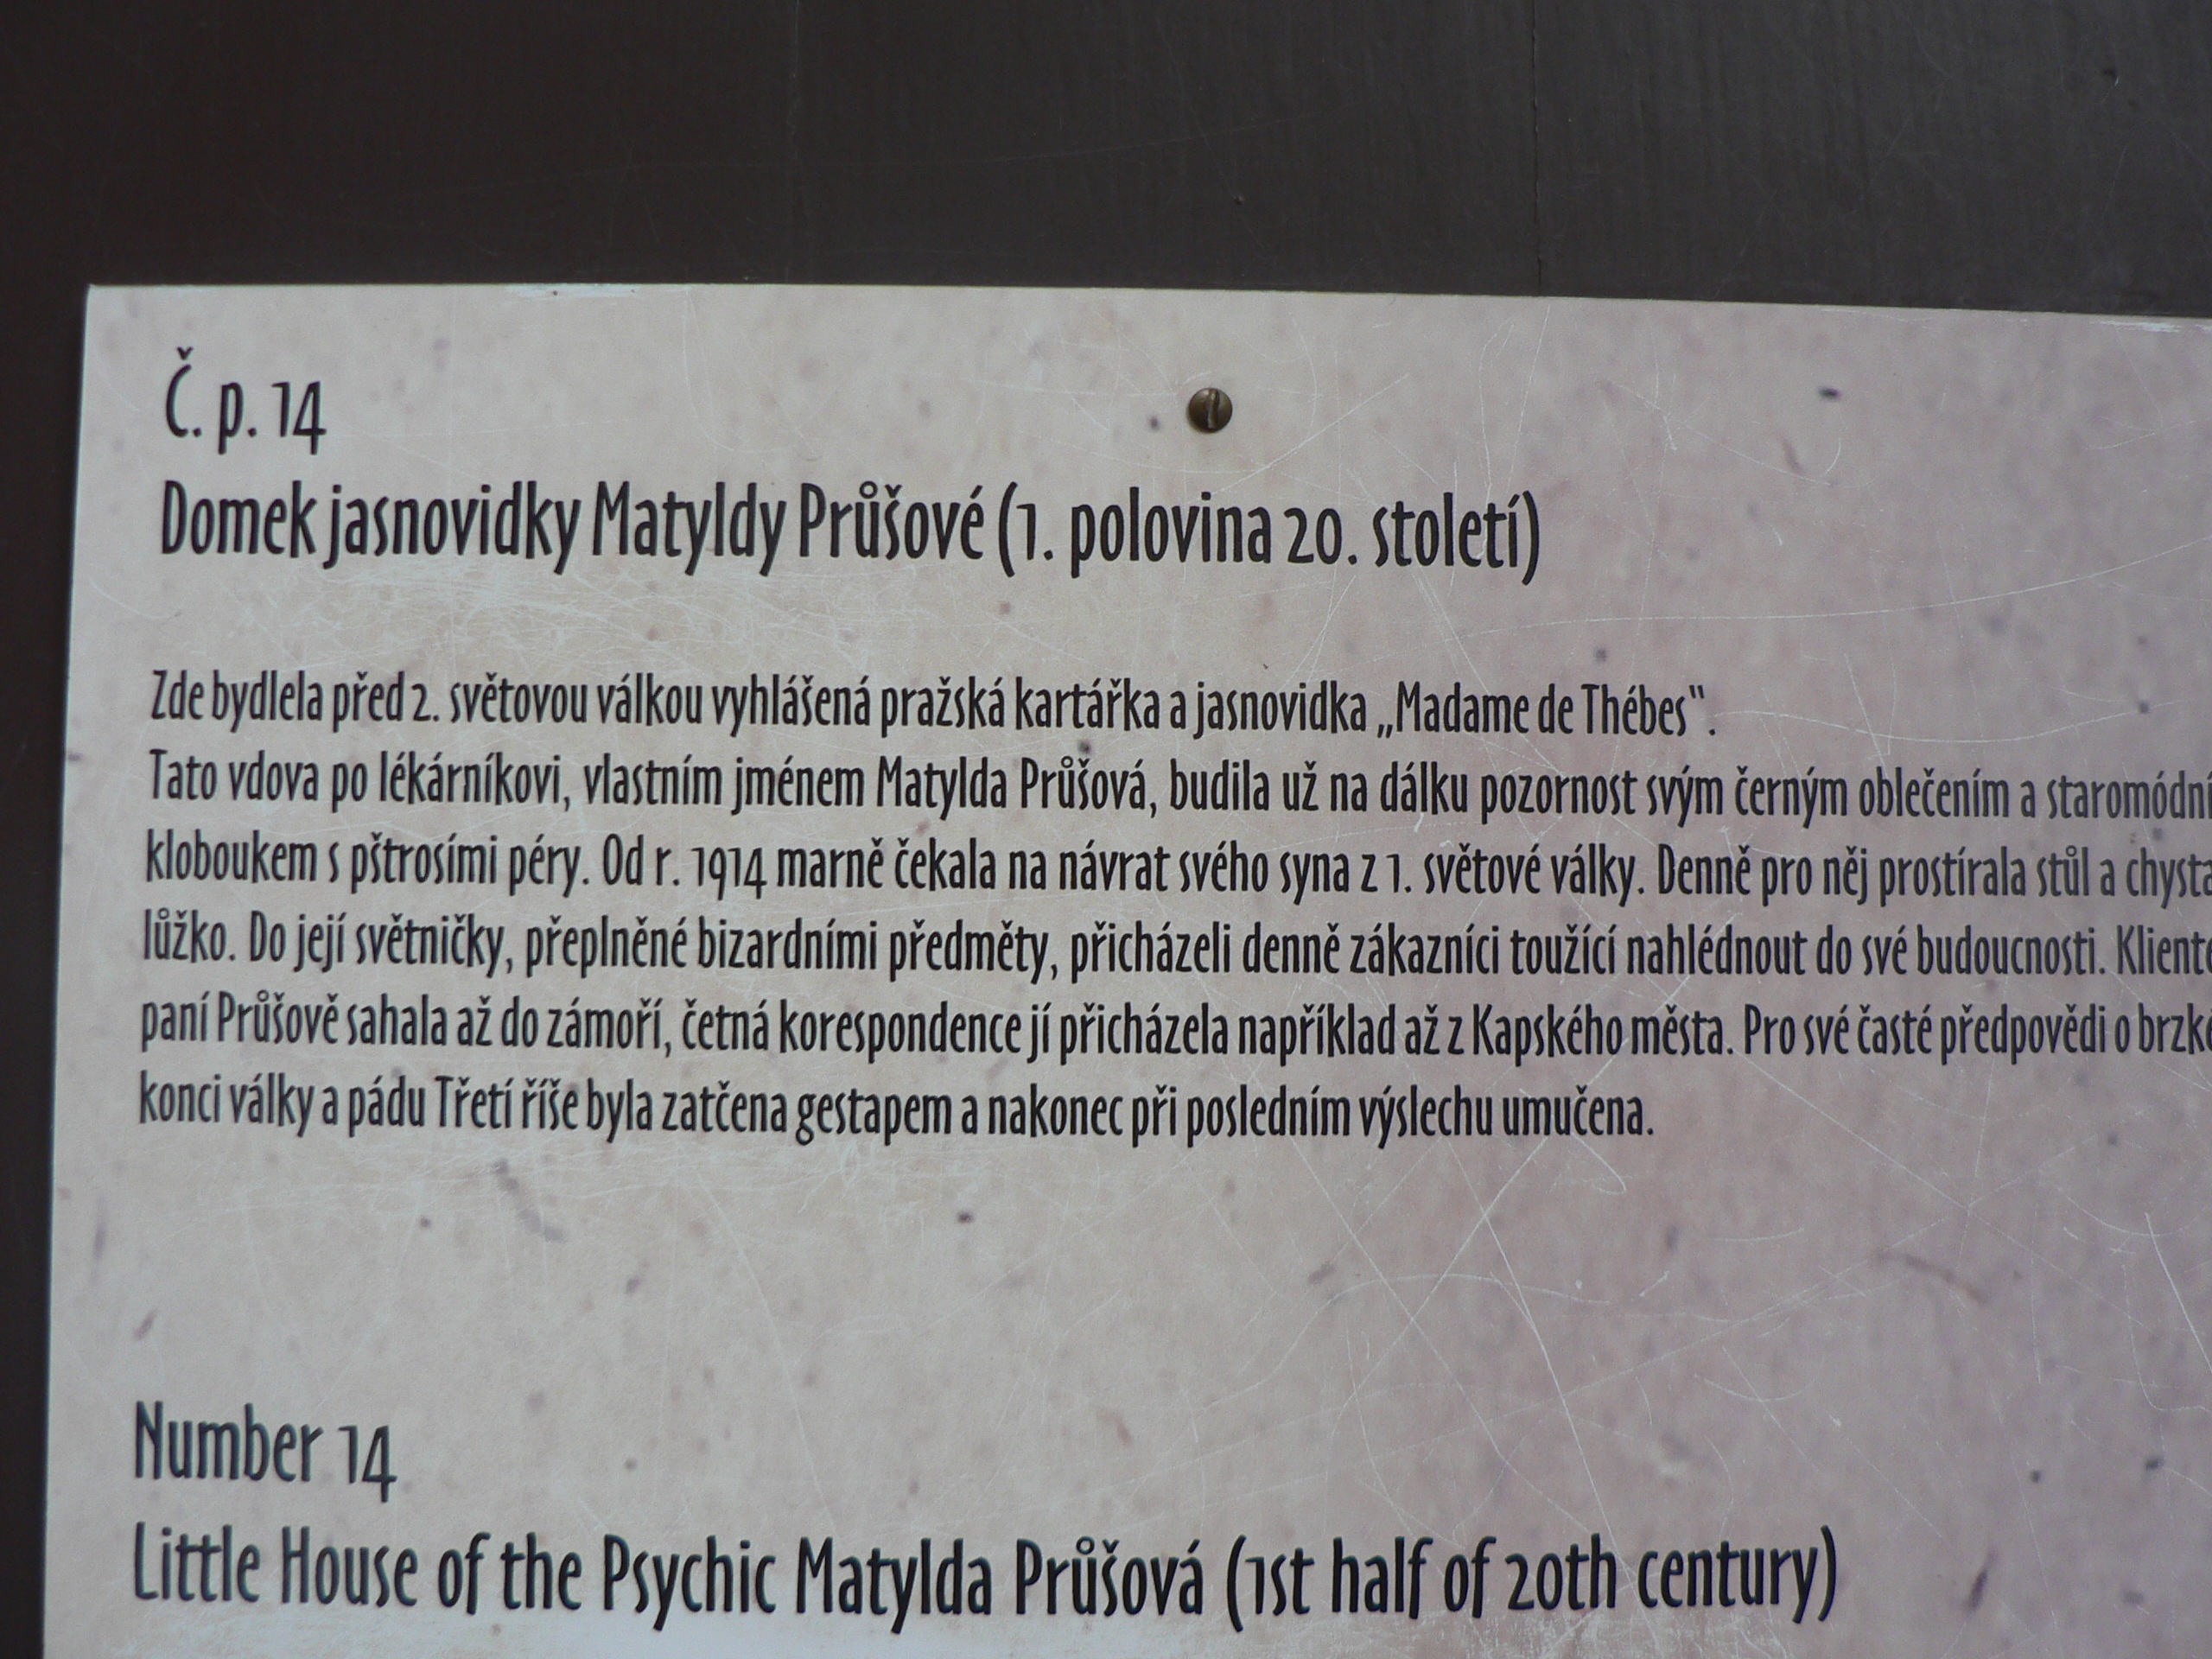 Č. p. 14
Domek jasnovidky Matyldy Průšové (1. polovina 20. století)
Zde bydlela před 2. světovou válkou vyhlášená pražská kartářka a jasnovidka „Madame de Thébes“.
Tato vdova po lékárníkovi, vlastním jménem Matylda Průšová, budila už na dálku pozornost svým černým oblečením a staromódní
kloboukem s pštrosími péry. Od r. 1914 marně čekala na návrat svého syna z 1. světové války. Denně pro něj prostírala stůl a chysta
lůžko. Do její světničky, přeplněné bizardními předměty, přicházeli denně zákazníci toužící nahlédnout do své budoucnosti.
paní Průšově sahala až do zámoří, četná korespondence jí přicházela například až z Kapského města. Pro své časté předpovědi o
konci války a pádu Třetí říše byla zatčena gestapem a nakonec při posledním výslechu umučena.
Number 14
Little House of the Psychic Matylda Průšová (1st half of 20th century)